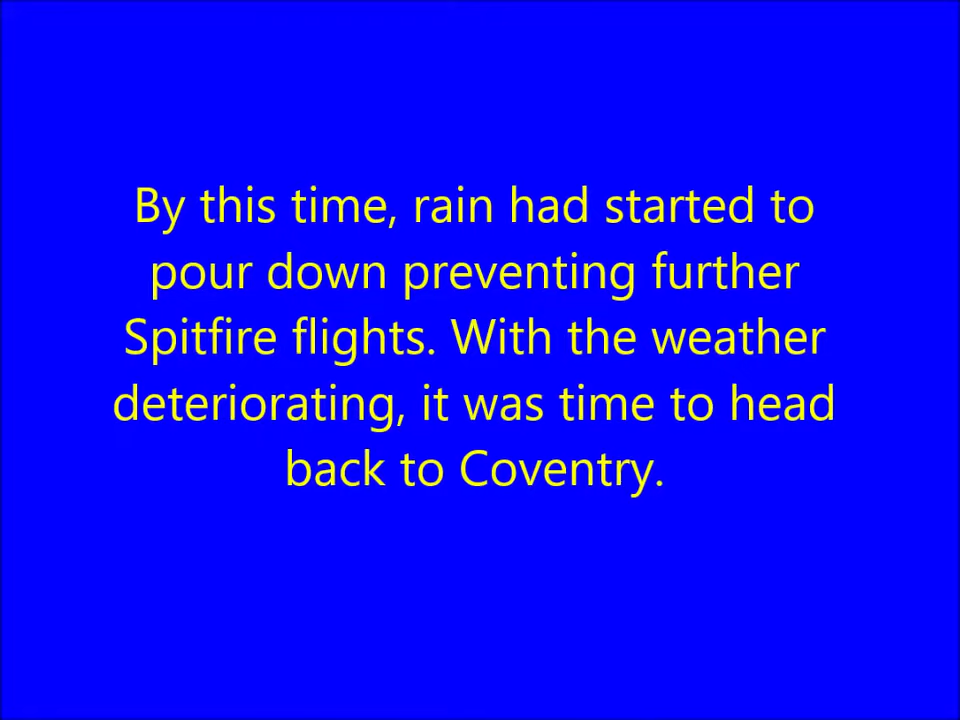 By this time, rain had started to
pour down preventing further
Spitfire flights. With the weather
deteriorating, it was time to head
back to Coventry.